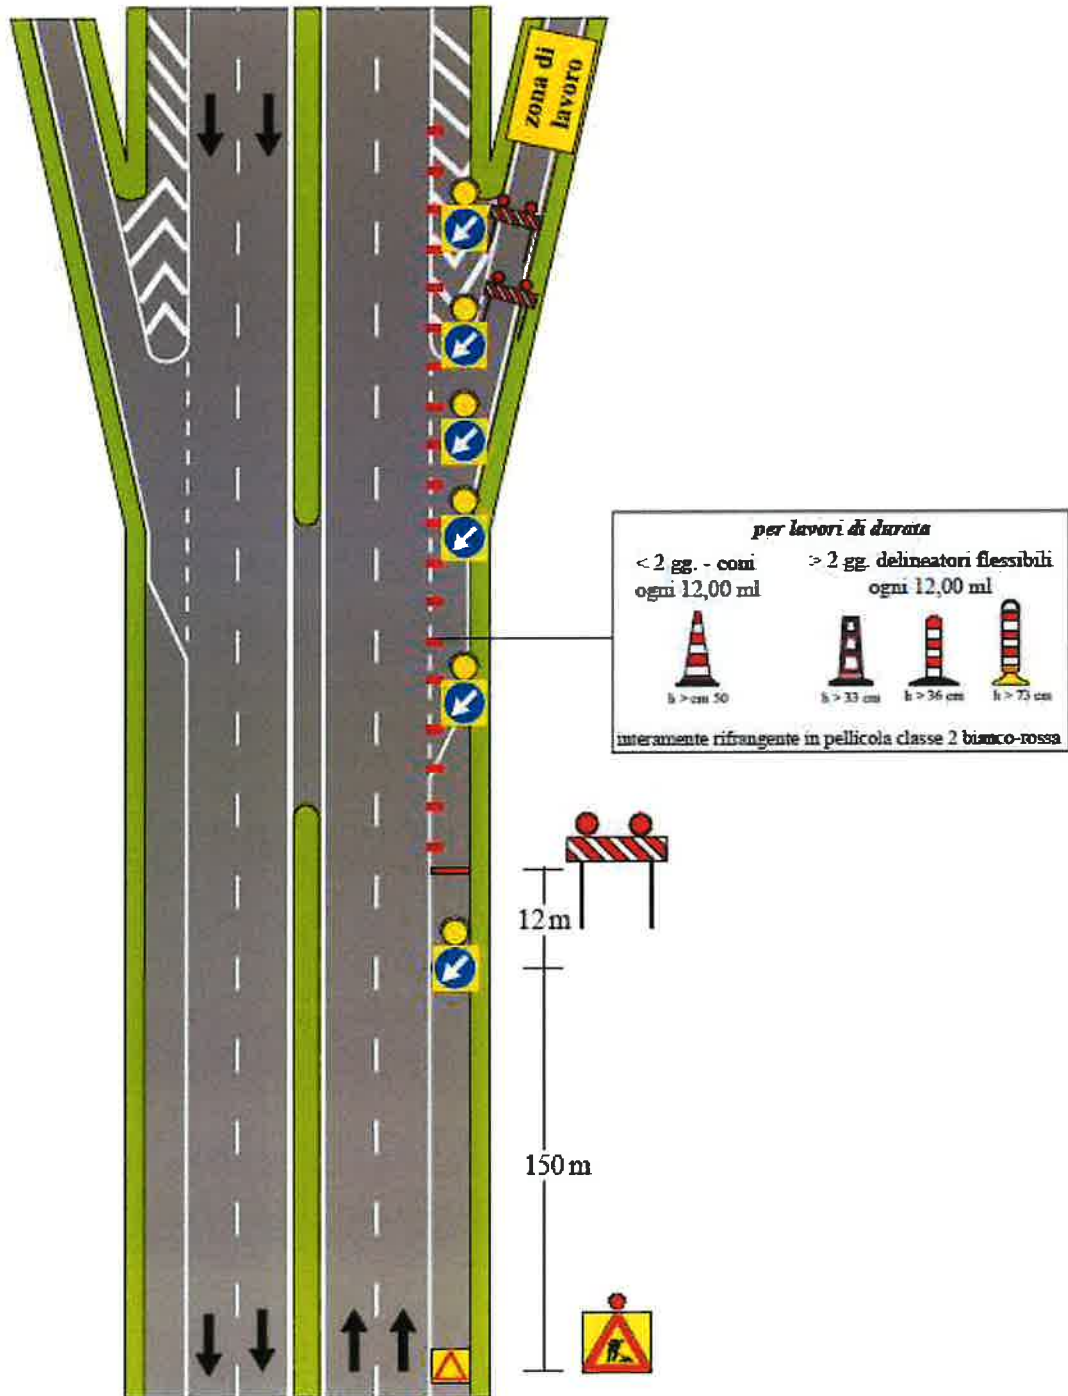 zona di
lavoro
per lavori di durata
< 2 gg. - coni
ogni 12,00 ml
> 2 gg. delineatori flessibili
ogni 12,00 ml
h > cm 50
h > 33 cm
h > 36 cm
h > 73 cm
interamente rifrangente in pellicola classe 2 bianco-rossa
12 m
150 m